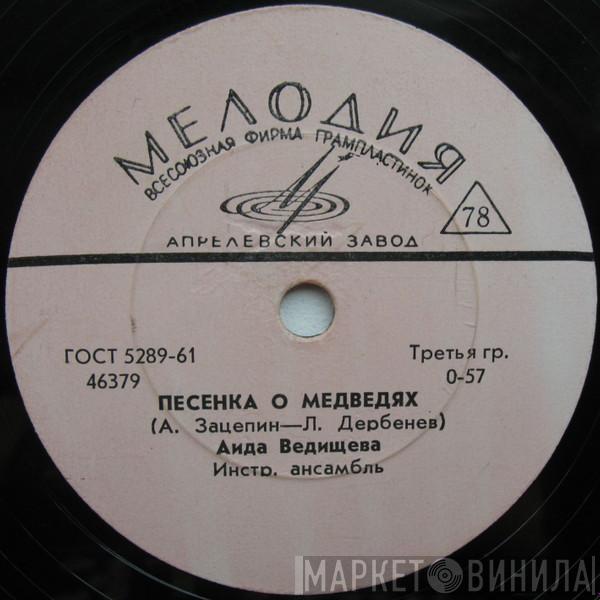 МЕЛОДИЯ
ВСЕСОЮЗНАЯ ФИРМА ГРАМПЛАСТИНОК
78
АПРЕЛЕВСКИЙ ЗАВОД
ГОСТ 5289-61
Третья гр.
46379
0-57
ПЕСЕНКА О МЕДВЕДЯХ
(А. Зацепин—Л. Дербенев)
Аида Ведищева
Инстр. ансамбль
МАРКЕТ ВИНИЛА